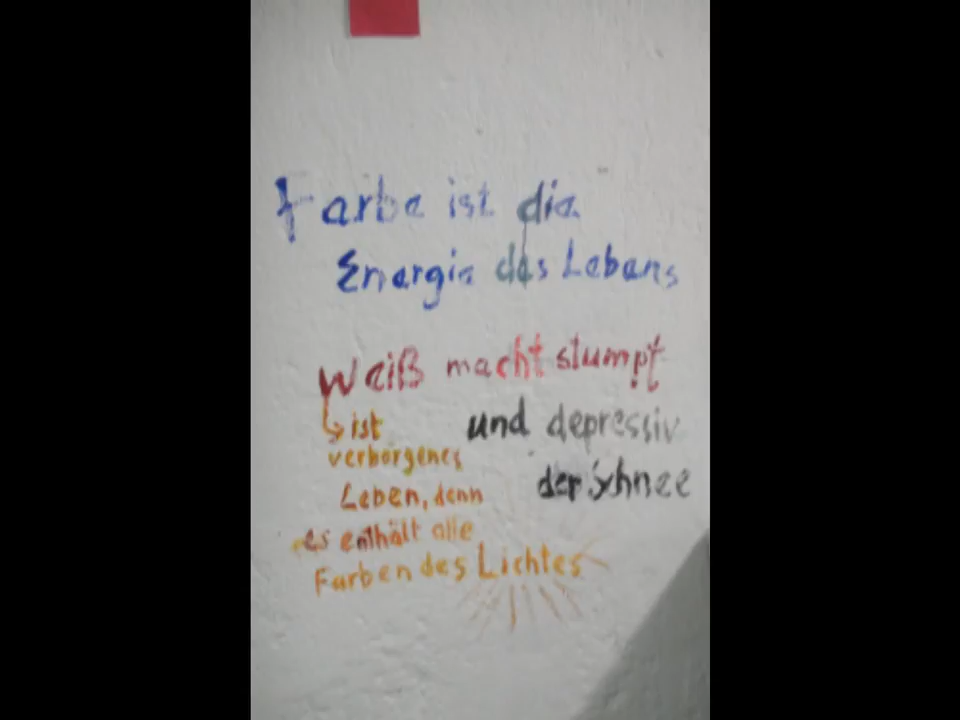 Farbe ist die
Energie des Lebens
Weiß macht stumpf
und depressiv
der Schnee
↳ ist
verborgenes
Leben, denn
es enthält alle
Farben des Lichtes